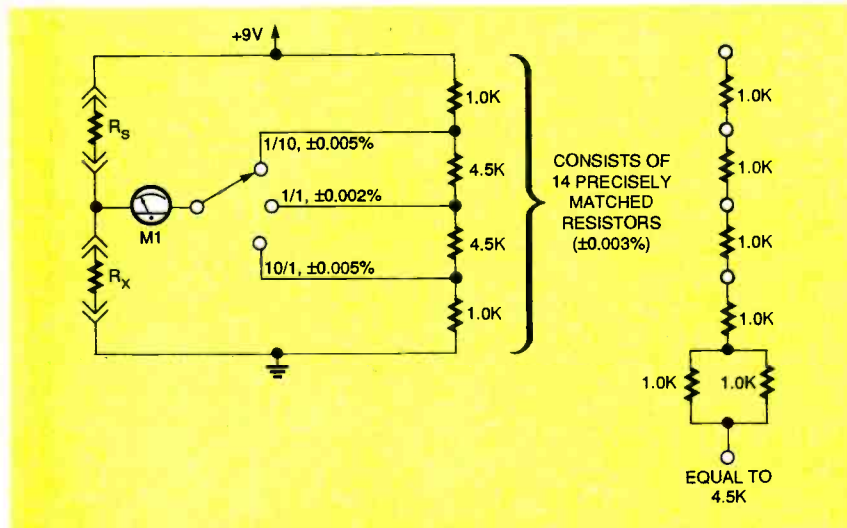 +9V
R_S
1/10, ±0.005%
1/1, ±0.002%
M1
10/1, ±0.005%
R_X
1.0K
4.5K
4.5K
1.0K
CONSISTS OF
14 PRECISELY
MATCHED
RESISTORS
(±0.003%)
1.0K
1.0K
1.0K
1.0K
1.0K
1.0K
EQUAL TO
4.5K